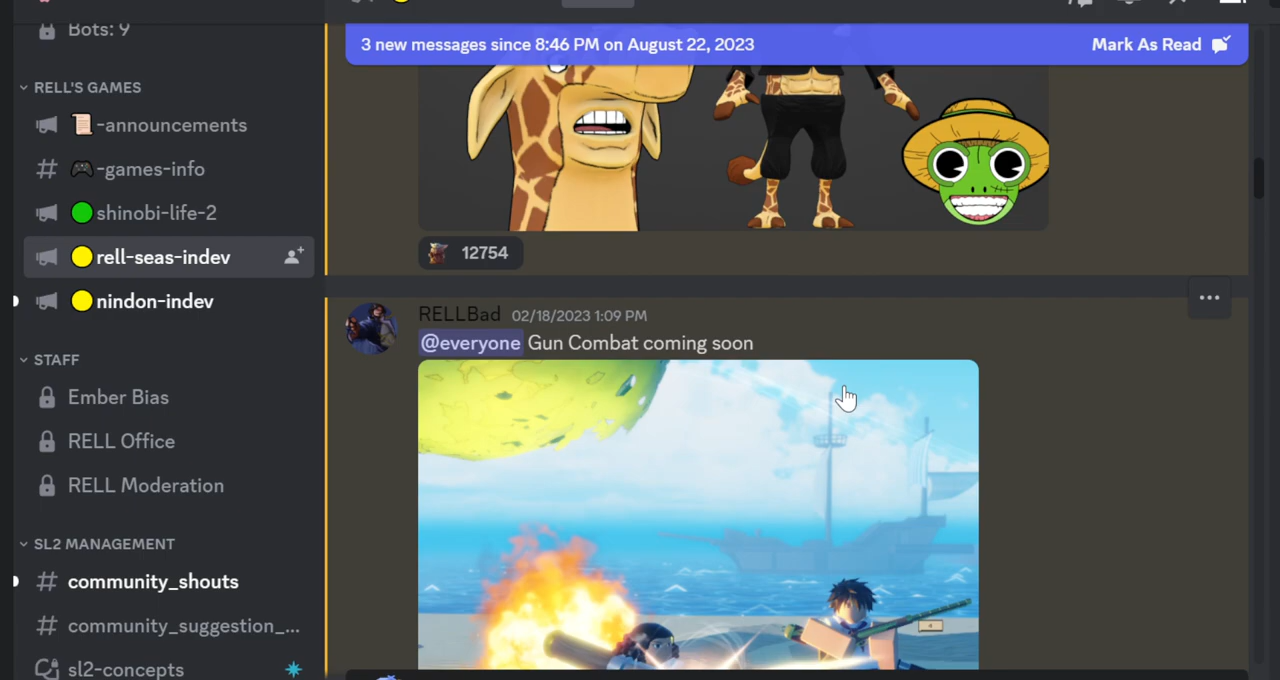 Bots: 9
RELL'S GAMES
-announcements
-games-info
shinobi-life-2
rell-seas-indev
nindon-indev
STAFF
Ember Bias
RELL Office
RELL Moderation
SL2 MANAGEMENT
community_shouts
community_suggestion_...
sl2-concepts
3 new messages since 8:46 PM on August 22, 2023
Mark As Read
12754
RELLBad 02/18/2023 1:09 PM
@everyone Gun Combat coming soon
4